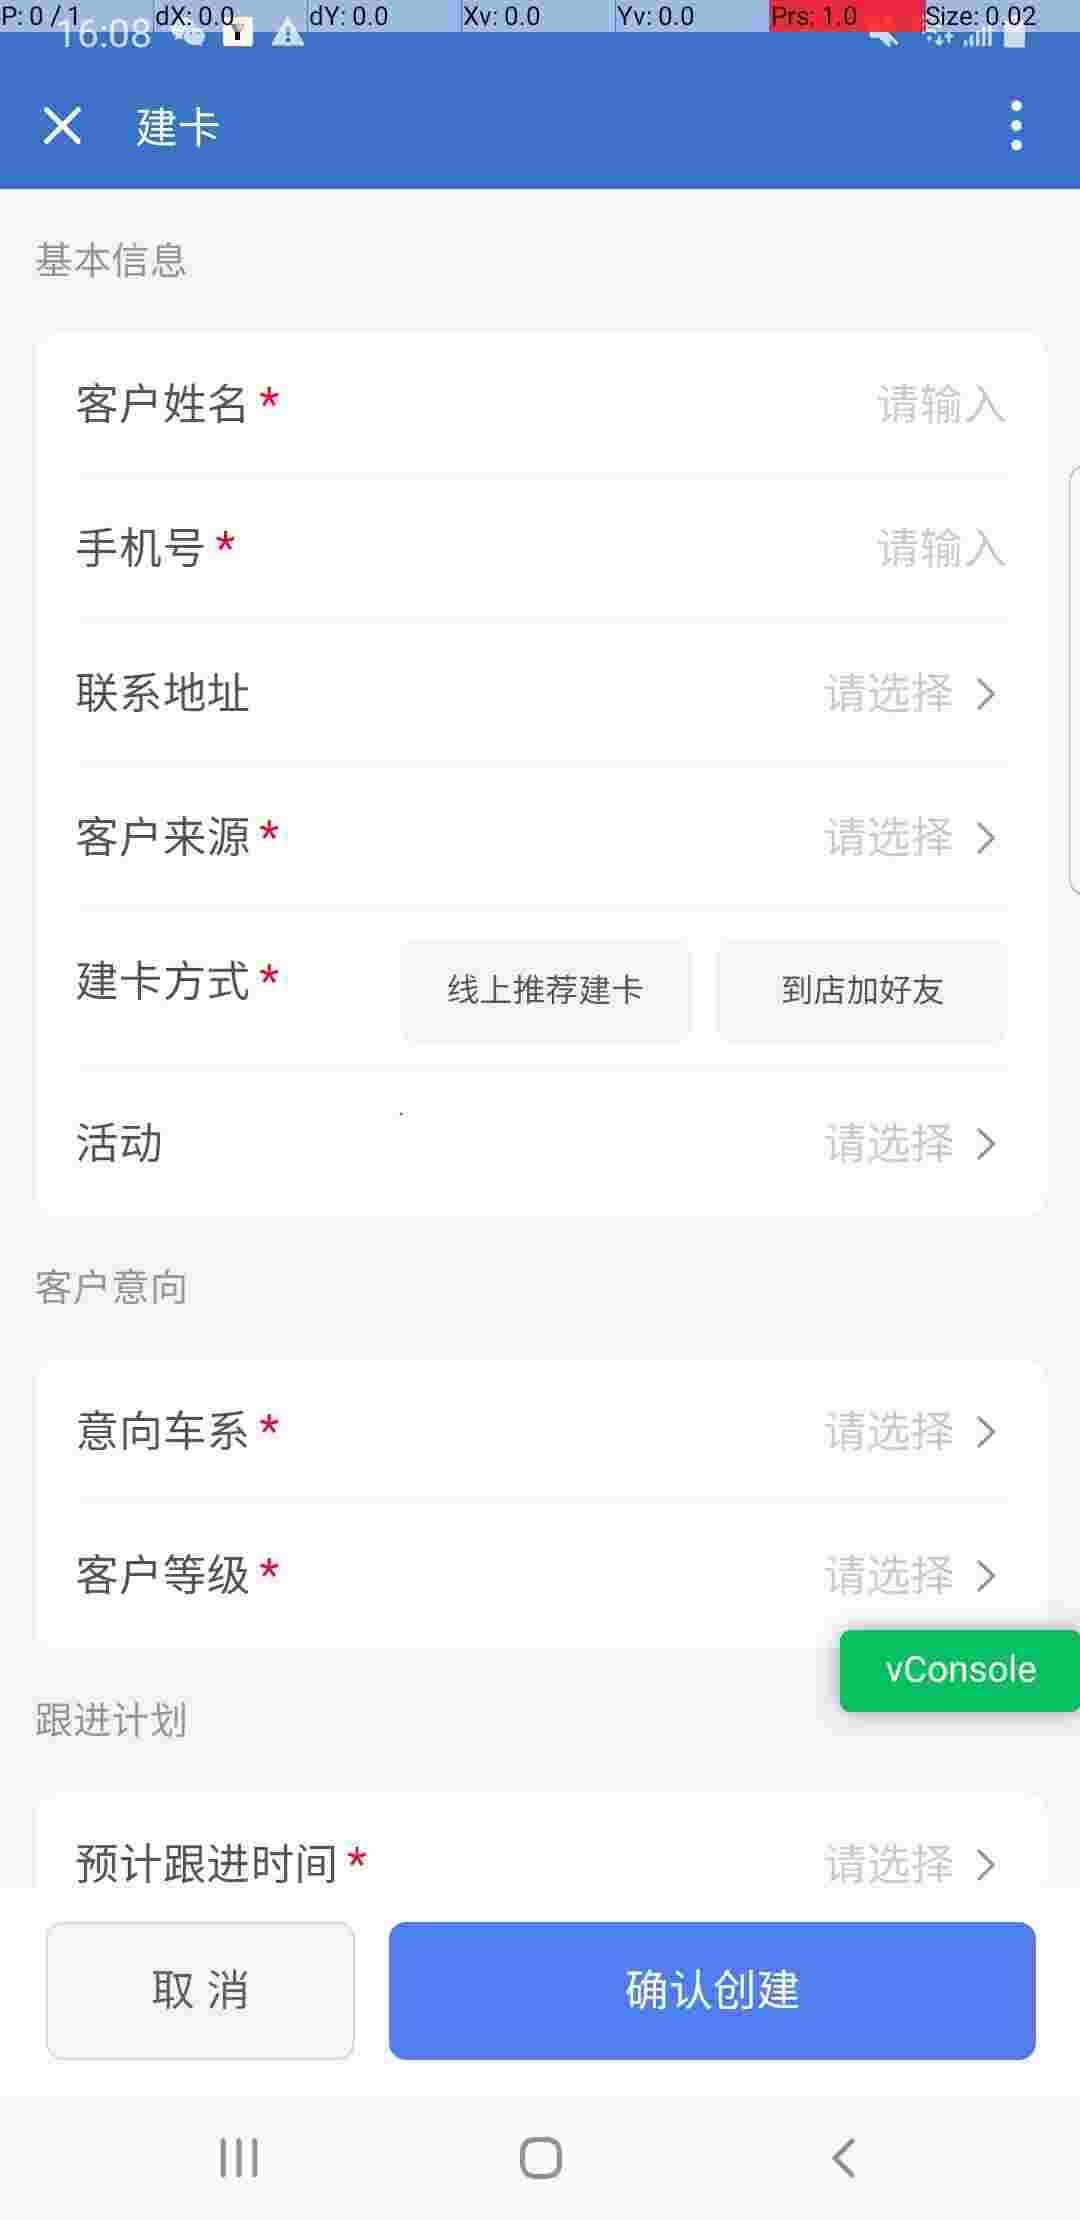 P: 0 / 1 dX: 0.0 dY: 0.0 Xv: 0.0 Yv: 0.0 Prs: 1.0 Size: 0.02
16:08
建卡
基本信息
客户姓名 * 请输入
手机号 * 请输入
联系地址 请选择
客户来源 * 请选择
建卡方式 * 线上推荐建卡 到店加好友
活动 请选择
客户意向
意向车系 * 请选择
客户等级 * 请选择
vConsole
跟进计划
预计跟进时间 * 请选择
取 消 确认创建